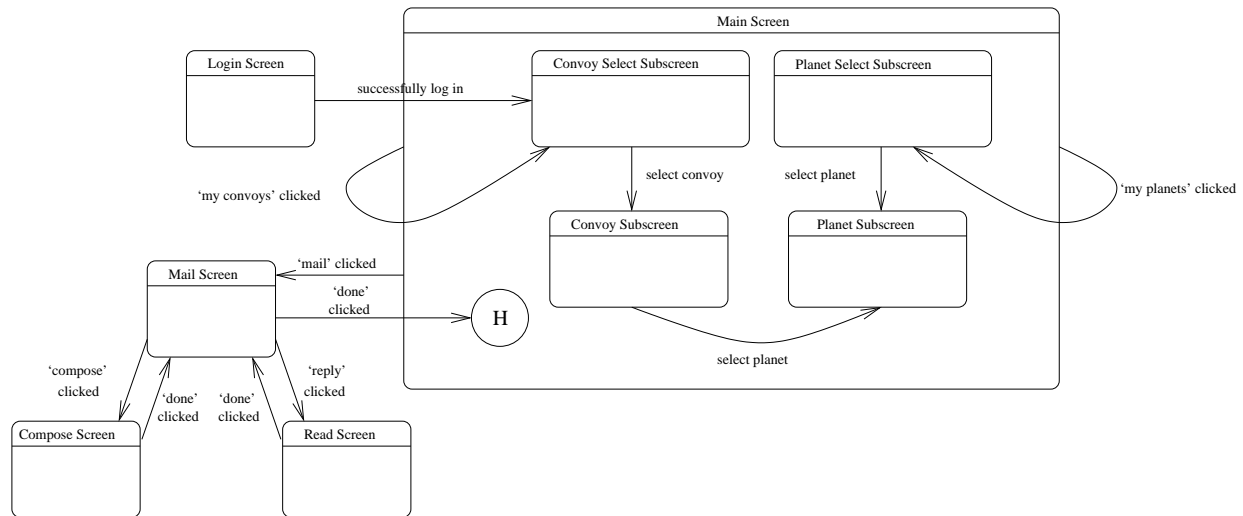 Main Screen
Login Screen
Convoy Select Subscreen
Planet Select Subscreen
successfully log in
select convoy
select planet
‘my convoys’ clicked
‘my planets’ clicked
Convoy Subscreen
Planet Subscreen
‘mail’ clicked
Mail Screen
‘done’
clicked
H
select planet
‘compose’
clicked
‘reply’
clicked
‘done’
clicked
‘done’
clicked
Compose Screen
Read Screen